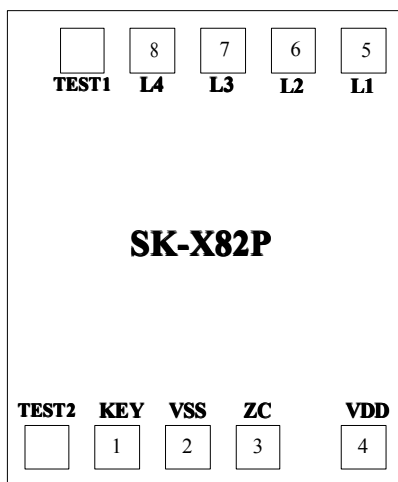 8 7 6 5
TEST1 L4 L3 L2 L1
SK-X82P
TEST2 KEY VSS ZC VDD
1 2 3 4